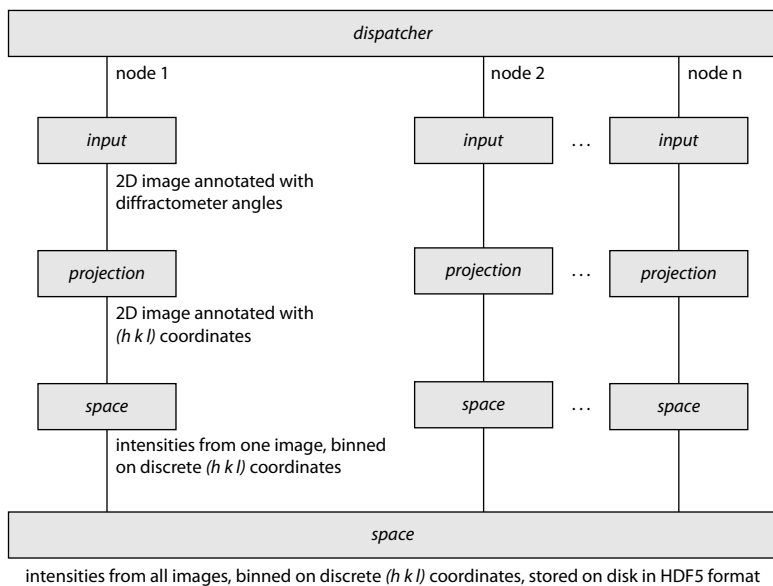 dispatcher
node 1
node 2
node n
input
input
...
input
2D image annotated with
diffractometer angles
projection
projection
...
projection
2D image annotated with
(h k l) coordinates
space
space
...
space
intensities from one image, binned
on discrete (h k l) coordinates
space
intensities from all images, binned on discrete (h k l) coordinates, stored on disk in HDF5 format